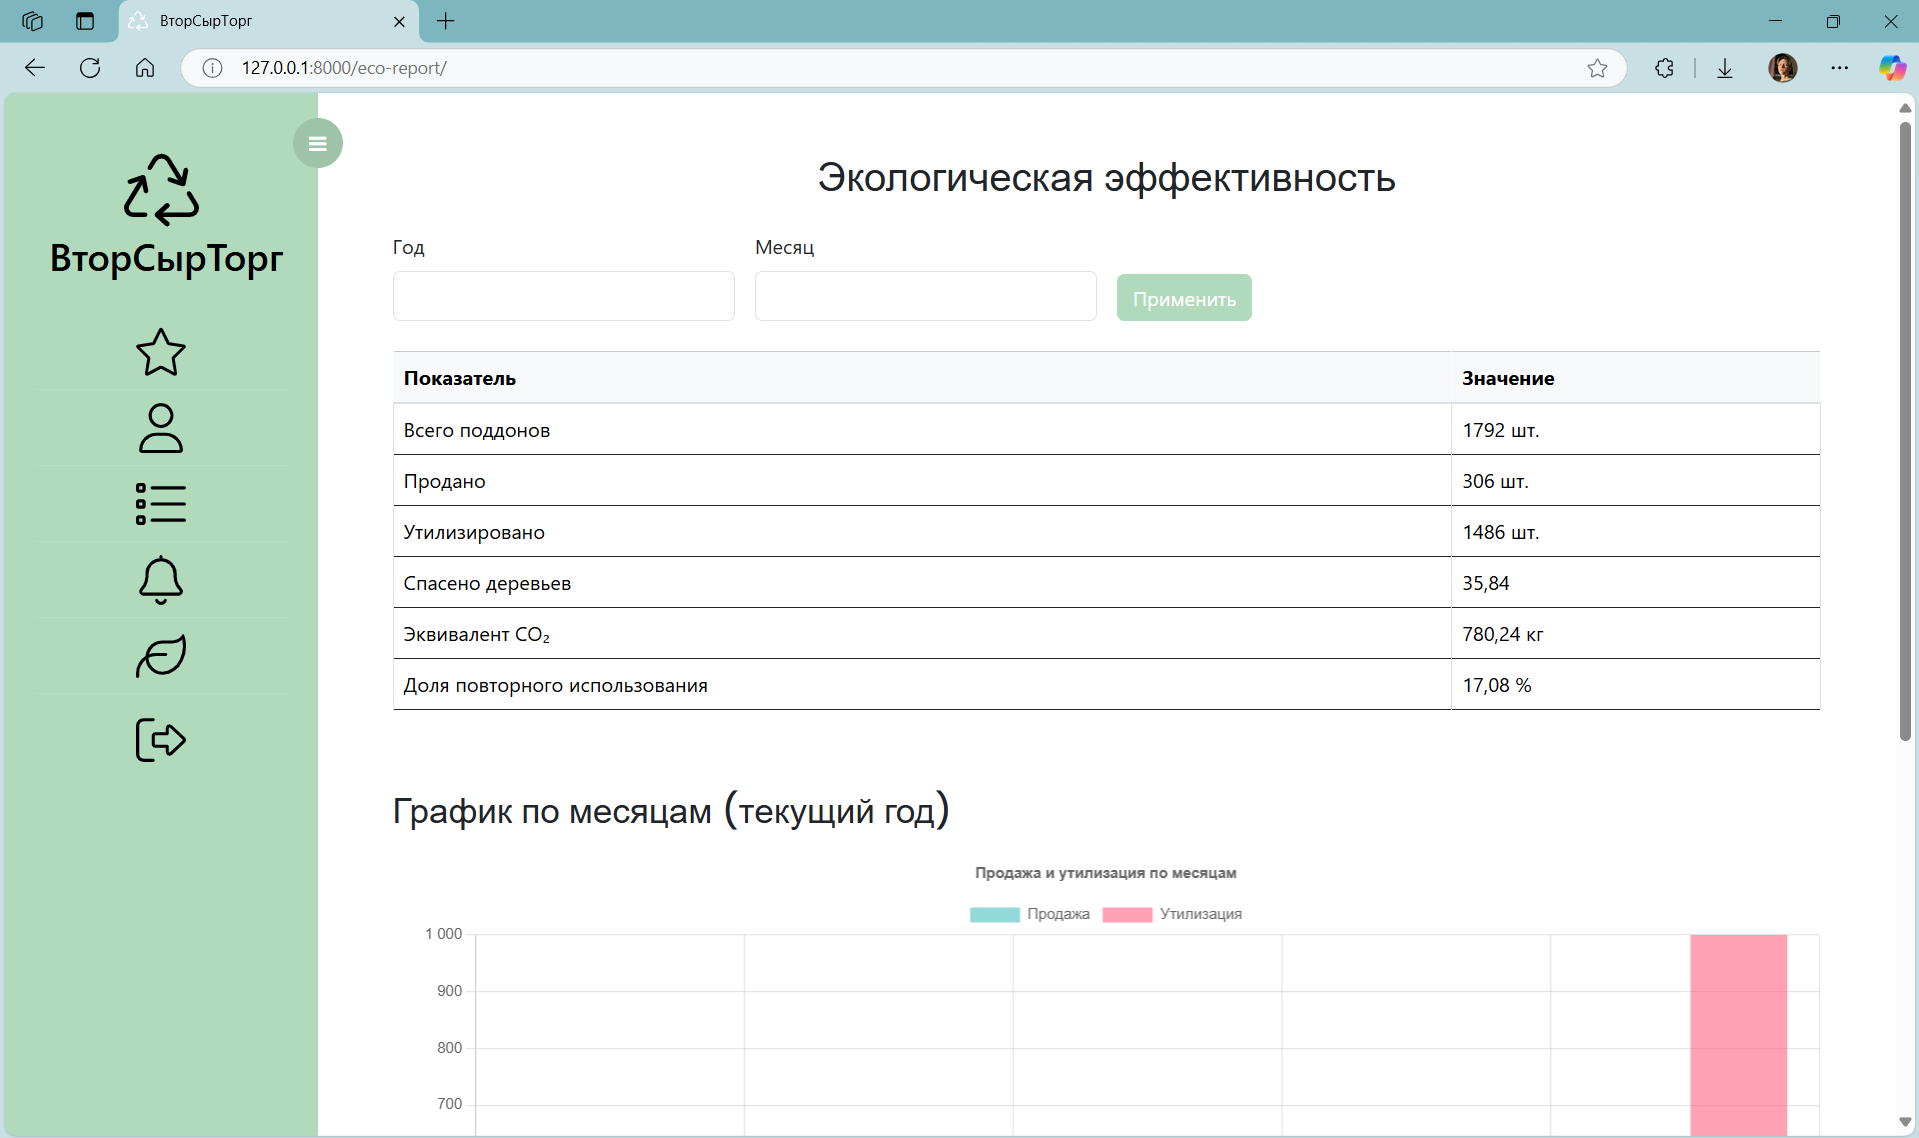 ВторСырТорг
127.0.0.1:8000/eco-report/
ВторСырТорг
Экологическая эффективность
Год
Месяц
Применить
Показатель Значение
Всего поддонов 1792 шт.
Продано 306 шт.
Утилизировано 1486 шт.
Спасено деревьев 35,84
Эквивалент CO₂ 780,24 кг
Доля повторного использования 17,08 %
График по месяцам (текущий год)
Продажа и утилизация по месяцам
Продажа Утилизация
1 000
900
800
700